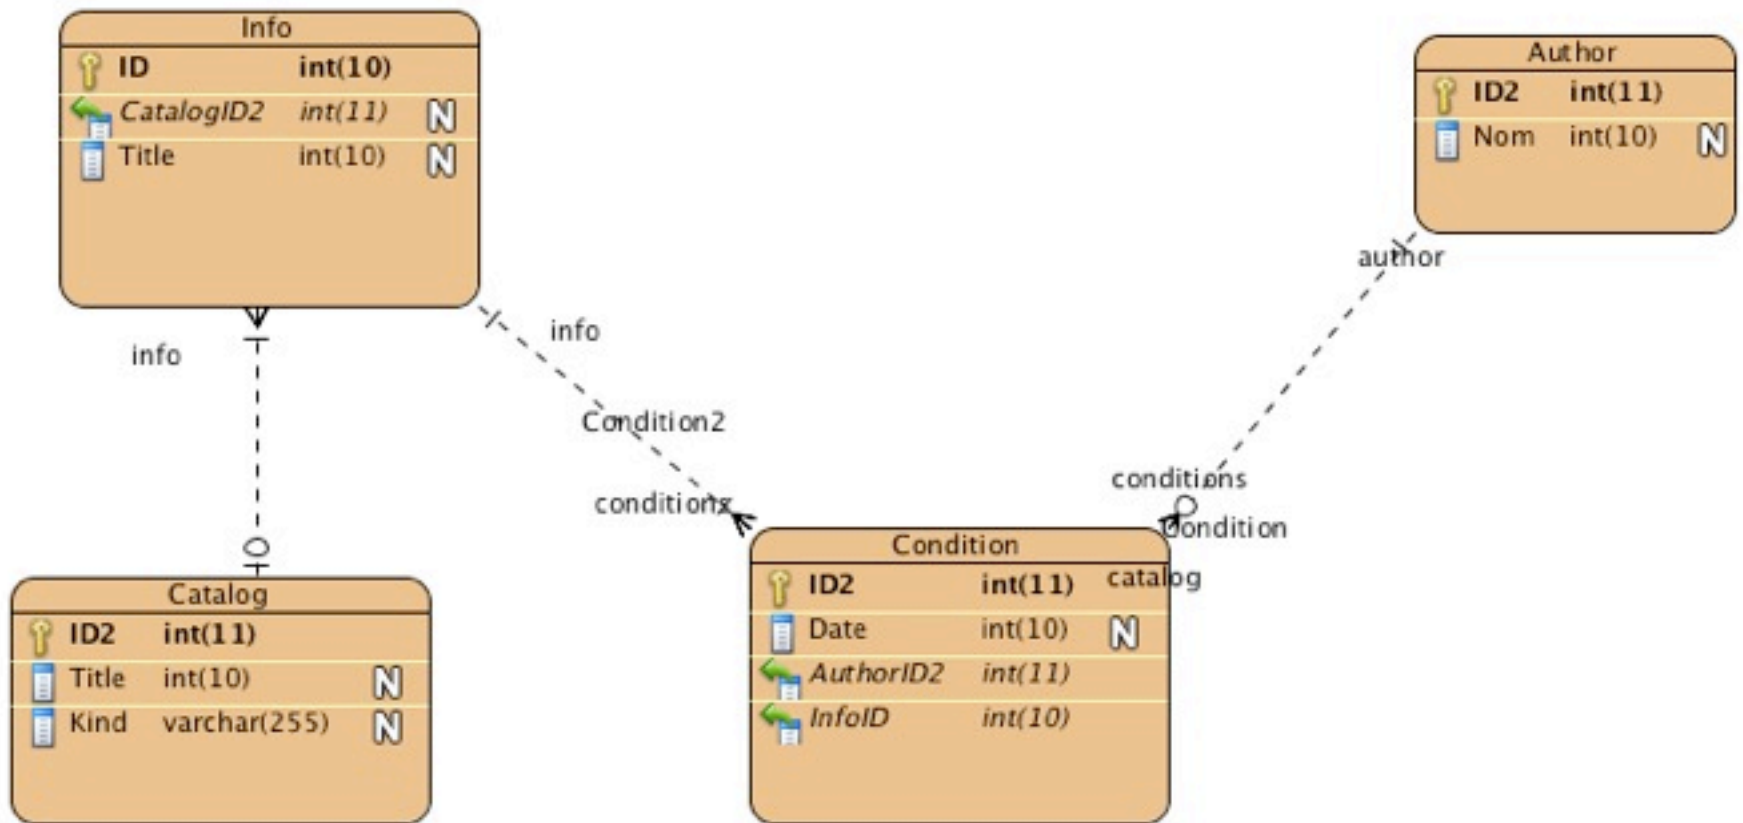 Info
ID int(10)
CatalogID2 int(11) N
Title int(10) N
Author
ID2 int(11)
Nom int(10) N
author
info
info
Condition2
conditions
conditions
Condition
Catalog
ID2 int(11)
Title int(10) N
Kind varchar(255) N
Condition
ID2 int(11) catalog
Date int(10) N
AuthorID2 int(11)
InfoID int(10)